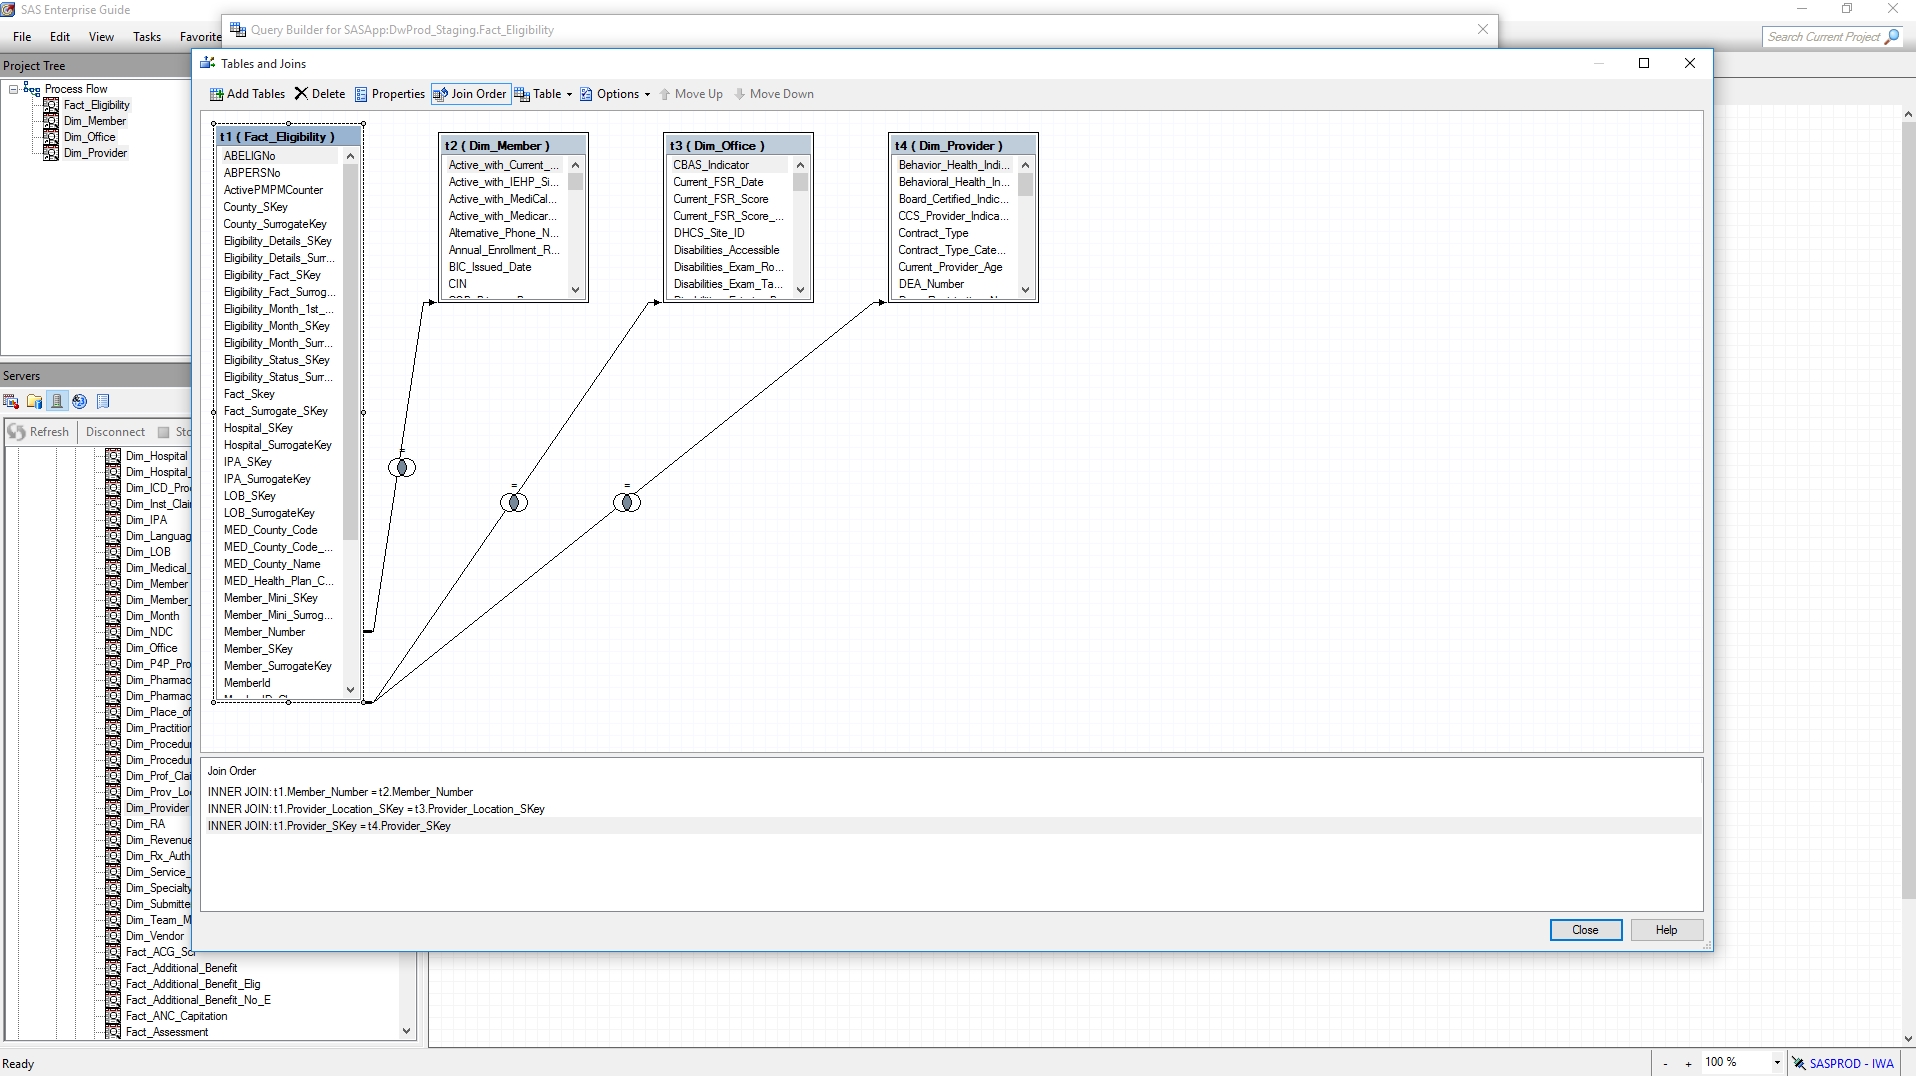 SAS Enterprise Guide
File Edit View Tasks Favorite
Query Builder for SASApp:DwProd_Staging.Fact_Eligibility
Search Current Project
Project Tree
Process Flow
Fact_Eligibility
Dim_Member
Dim_Office
Dim_Provider
Servers
Refresh Disconnect Sto
Dim_Hospital
Dim_Hospital_
Dim_ICD_Pro
Dim_Inst_Clai
Dim_IPA
Dim_Languag
Dim_LOB
Dim_Medical_
Dim_Member
Dim_Member_
Dim_Month
Dim_NDC
Dim_Office
Dim_P4P_Pro
Dim_Pharmac
Dim_Pharmac
Dim_Place_of
Dim_Practition
Dim_Procedu
Dim_Procedu
Dim_Prof_Clai
Dim_Prov_Lo
Dim_Provider
Dim_RA
Dim_Revenue
Dim_Rx_Auth
Dim_Service_
Dim_Specialty
Dim_Submitte
Dim_Team_M
Dim_Vendor
Fact_ACG_Sc
Fact_Additional_Benefit
Fact_Additional_Benefit_Elig
Fact_Additional_Benefit_No_E
Fact_ANC_Capitation
Fact_Assessment
Tables and Joins
Add Tables Delete Properties Join Order Table Options Move Up Move Down
t1 ( Fact_Eligibility )
ABELIGNo
ABPERSNo
ActivePMPMCounter
County_SKey
County_SurrogateKey
Eligibility_Details_SKey
Eligibility_Details_Surr...
Eligibility_Fact_SKey
Eligibility_Fact_Surrog...
Eligibility_Month_1st_...
Eligibility_Month_SKey
Eligibility_Month_Surr...
Eligibility_Status_SKey
Eligibility_Status_Surr...
Fact_Skey
Fact_Surrogate_SKey
Hospital_SKey
Hospital_SurrogateKey
IPA_SKey
IPA_SurrogateKey
LOB_SKey
LOB_SurrogateKey
MED_County_Code
MED_County_Code_...
MED_County_Name
MED_Health_Plan_C...
Member_Mini_SKey
Member_Mini_Surrog...
Member_Number
Member_SKey
Member_SurrogateKey
MemberId
t2 ( Dim_Member )
Active_with_Current_...
Active_with_IEHP_Si...
Active_with_MediCal...
Active_with_Medicar...
Alternative_Phone_N...
Annual_Enrollment_R...
BIC_Issued_Date
CIN
t3 ( Dim_Office )
CBAS_Indicator
Current_FSR_Date
Current_FSR_Score
Current_FSR_Score_...
DHCS_Site_ID
Disabilities_Accessible
Disabilities_Exam_Ro...
Disabilities_Exam_Ta...
t4 ( Dim_Provider )
Behavior_Health_Indi...
Behavioral_Health_In...
Board_Certified_Indic...
CCS_Provider_Indica...
Contract_Type
Contract_Type_Cate...
Current_Provider_Age
DEA_Number
=
=
=
Join Order
INNER JOIN: t1.Member_Number = t2.Member_Number
INNER JOIN: t1.Provider_Location_SKey = t3.Provider_Location_SKey
INNER JOIN: t1.Provider_SKey = t4.Provider_SKey
Close Help
Ready
- + 100 % SASPROD - IWA